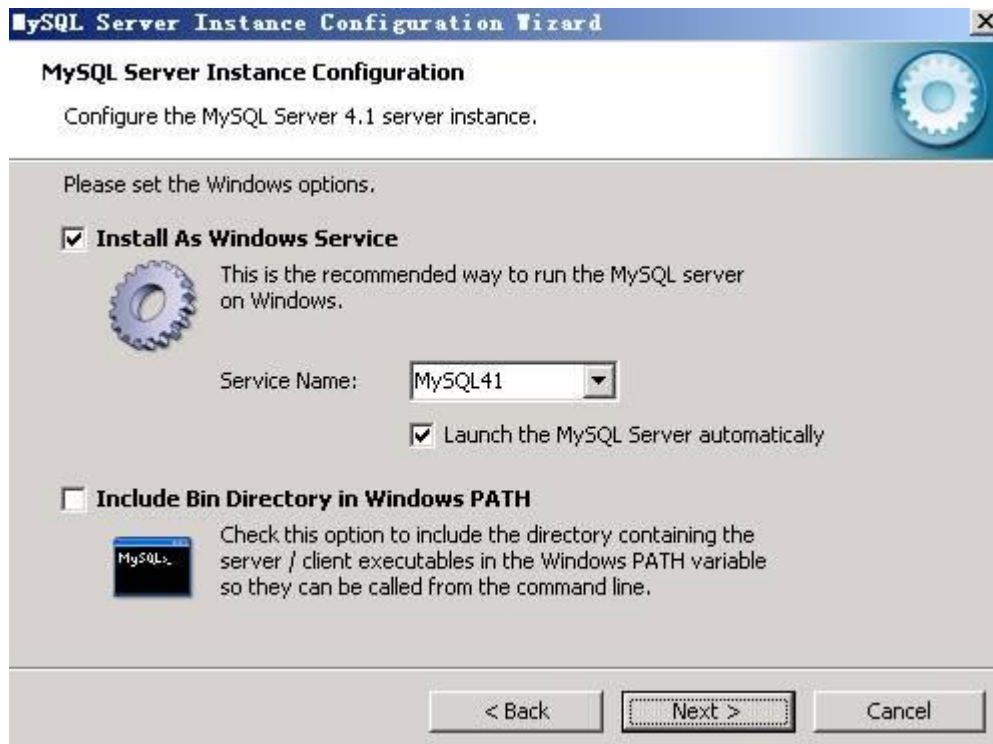 MySQL Server Instance Configuration Wizard
MySQL Server Instance Configuration
Configure the MySQL Server 4.1 server instance.
Please set the Windows options.
Install As Windows Service
This is the recommended way to run the MySQL server
on Windows.
Service Name:
MySQL41
Launch the MySQL Server automatically
Include Bin Directory in Windows PATH
Check this option to include the directory containing the
server / client executables in the Windows PATH variable
so they can be called from the command line.
MySQL>_
< Back
Next >
Cancel